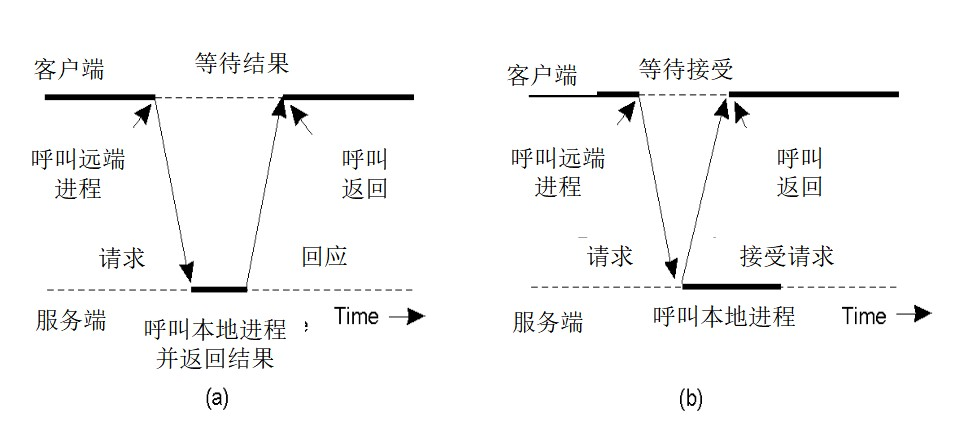 客户端
等待结果
呼叫远端
进程
呼叫
返回
请求
回应
服务端
呼叫本地进程
并返回结果
Time
(a)
客户端
等待接受
呼叫远端
进程
呼叫
返回
请求
接受请求
服务端
呼叫本地进程
Time
(b)